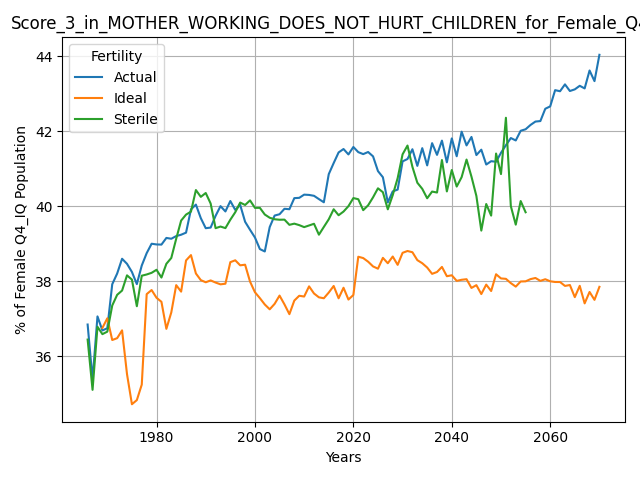 Score_3_in_MOTHER_WORKING_DOES_NOT_HURT_CHILDREN_for_Female_Q4
Fertility
Actual
Ideal
Sterile
% of Female Q4_IQ Population
44
42
40
38
36
1980
2000
2020
2040
2060
Years